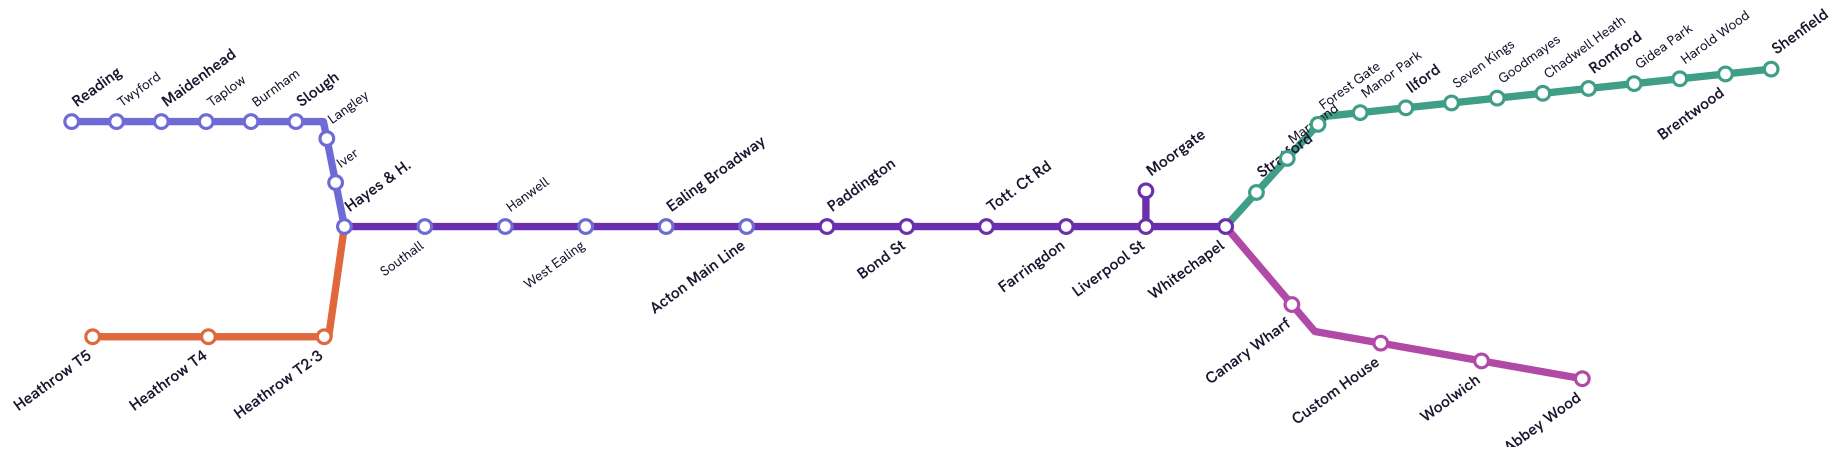 Reading
Twyford
Maidenhead
Taplow
Burnham
Slough
Langley
Iver
Hayes & H.
Southall
Hanwell
West Ealing
Ealing Broadway
Acton Main Line
Paddington
Bond St
Tott. Ct Rd
Farringdon
Moorgate
Liverpool St
Whitechapel
Stratford
Forest Gate
Manor Park
Ilford
Seven Kings
Goodmayes
Chadwell Heath
Romford
Gidea Park
Harold Wood
Brentwood
Shenfield
Heathrow T5
Heathrow T4
Heathrow T2:3
Canary Wharf
Custom House
Woolwich
Abbey Wood